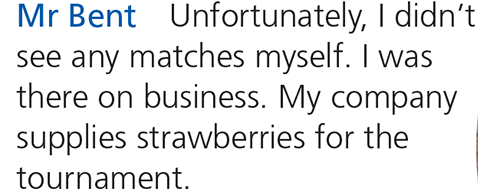 Mr Bent Unfortunately, I didn't
see any matches myself. I was
there on business. My company
supplies strawberries for the
tournament.